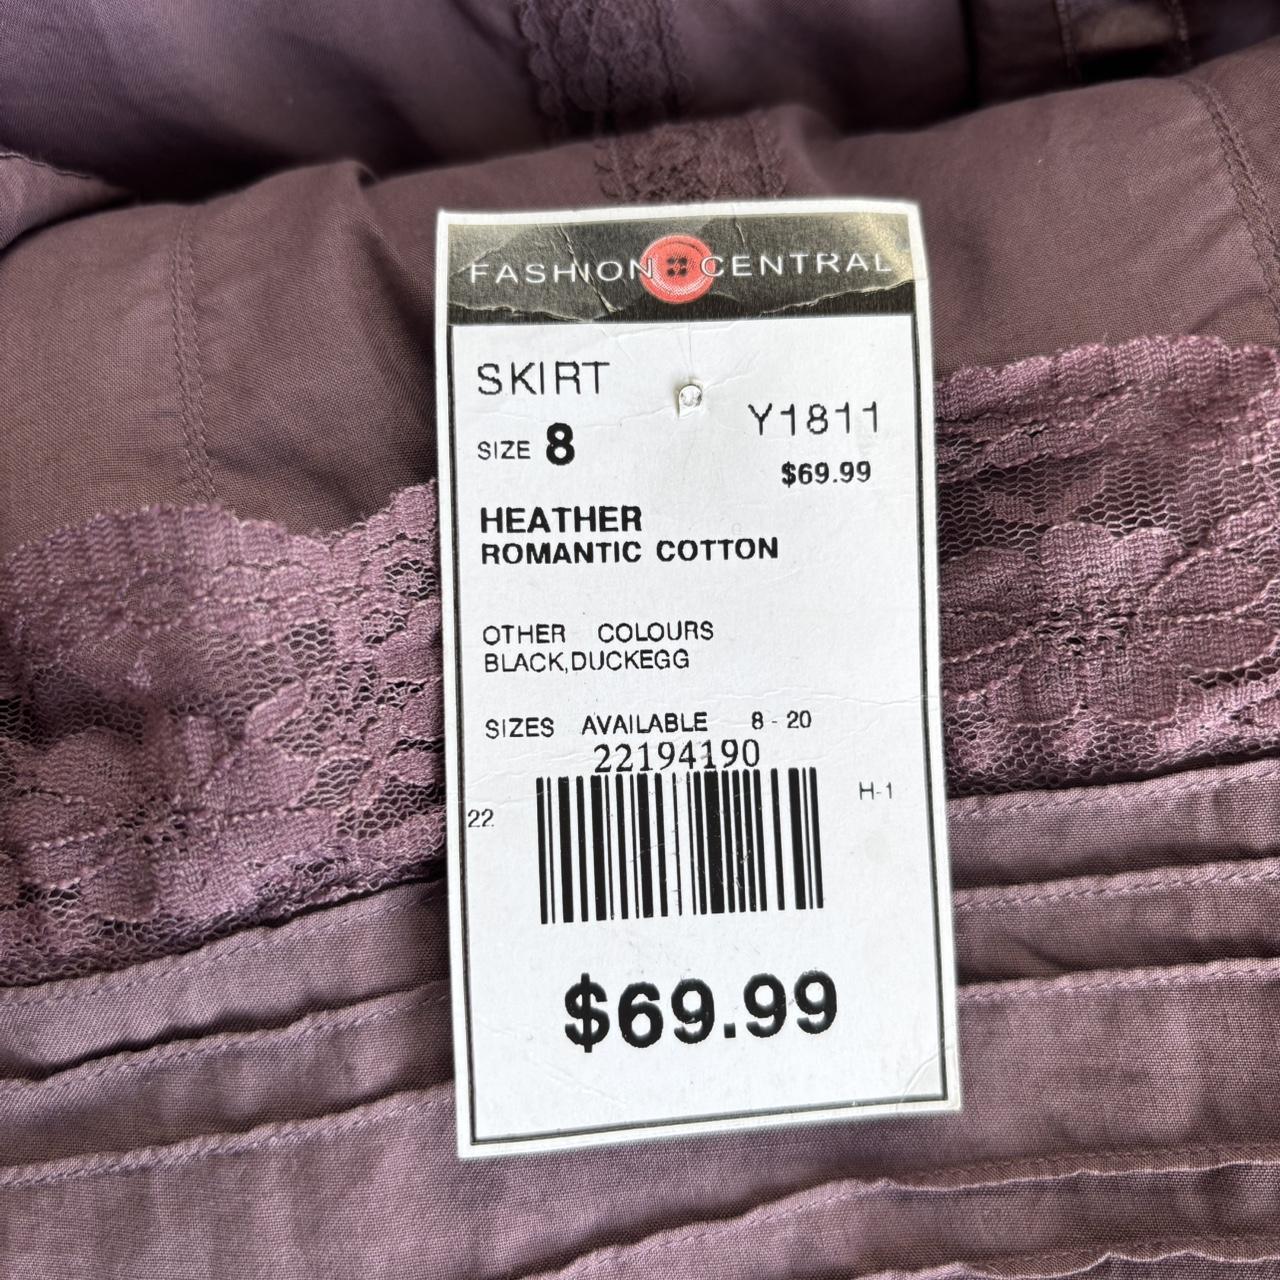 FASHION CENTRAL
SKIRT
SIZE 8
Y1811
$69.99
HEATHER
ROMANTIC COTTON
OTHER COLOURS
BLACK,DUCKEGG
SIZES AVAILABLE 8 - 20
22194190
22
H-1
$69.99